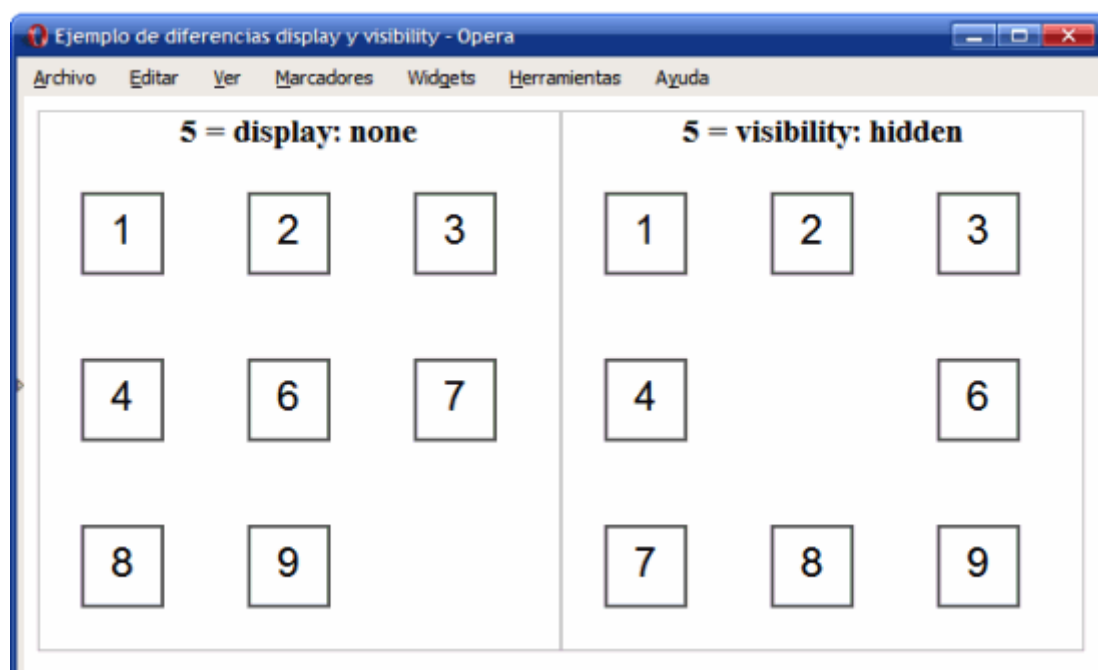 Ejemplo de diferencias display y visibility - Opera
Archivo Editar Ver Marcadores Widgets Herramientas Ayuda
5 = display: none
1 2 3
4 6 7
8 9
5 = visibility: hidden
1 2 3
4 6
7 8 9